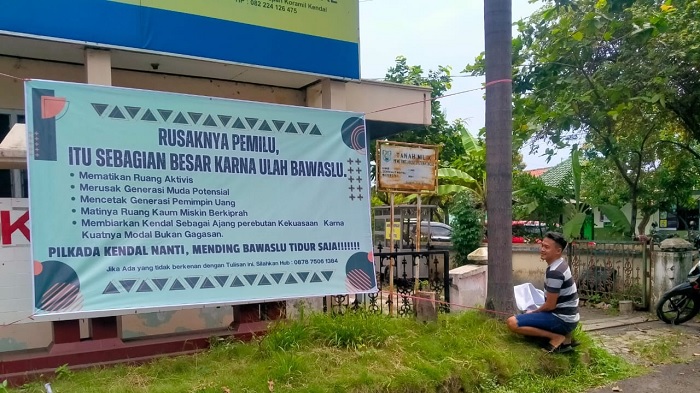 Koramil Kendal
082 224 126 475
RUSAKNYA PEMILU,
ITU SEBAGIAN BESAR KARNA ULAH BAWASLU.
• Mematikan Ruang Aktivis
• Merusak Generasi Muda Potensial
• Mencetak Generasi Pemimpin Uang
• Matinya Ruang Kaum Miskin Berkiprah
• Membiarkan Kendal Sebagai Ajang perebutan Kekuasaan Karna
Kuatnya Modal Bukan Gagasan.
PILKADA KENDAL NANTI, MENDING BAWASLU TIDUR SAJA!!!!!!!
Jika Ada yang tidak berkenan dengan Tulisan ini, Silahkan Hub : 0878 7506 1384
TANAH MILIK
K